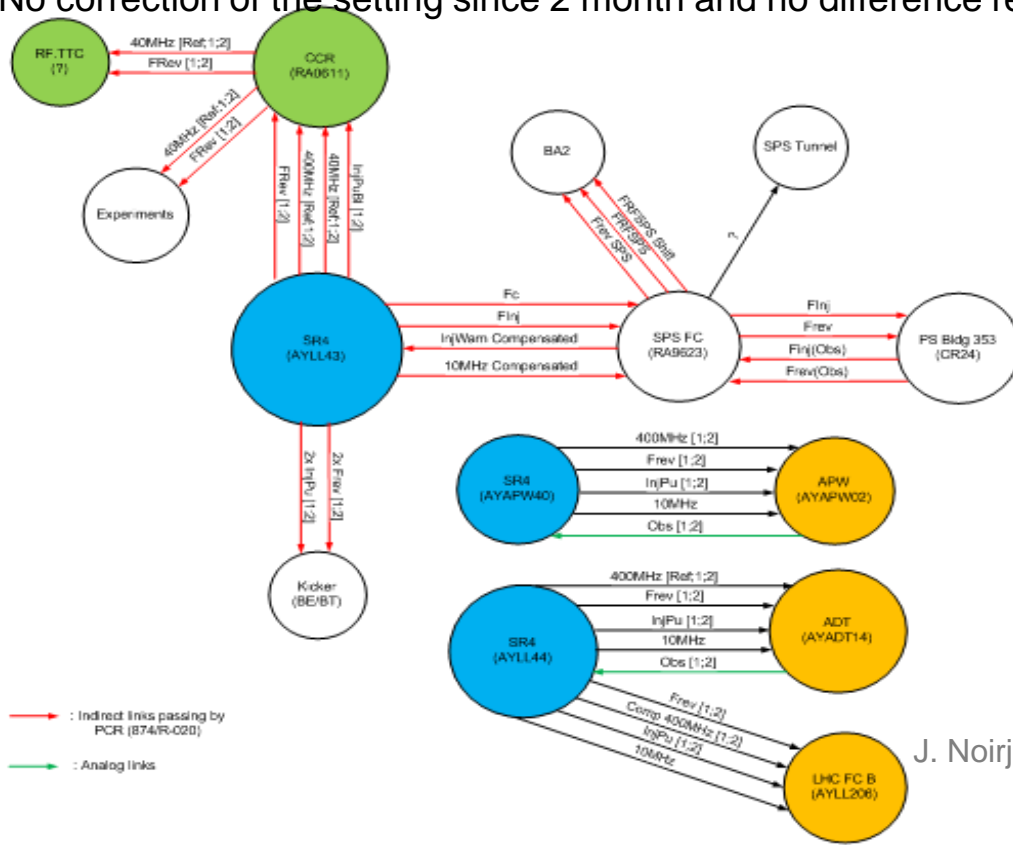 No correction of the setting since 2 month and no difference re
RF.TTC
(?)
40MHz [Ref;1;2]
FRev [1;2]
CCR
(RA0611)
40MHz [Ref;1;2]
FRev [1;2]
Experiments
FRev [1;2]
400MHz [Ref;1;2]
40MHz [Ref;1;2]
InjPuBI [1;2]
BA2
SPS Tunnel
Frev SPS
FRFSPS
FRFSPS Shift
?
SR4
(AYLL43)
Fc
FInj
InjWarn Compensated
10MHz Compensated
SPS FC
(RA9623)
FInj
Frev
Finj(Obs)
Frev(Obs)
PS Bldg 353
(CR24)
2x InjPu [1;2]
2x Frev [1;2]
Kicker
(BE/BT)
SR4
(AYAPW40)
400MHz [1;2]
Frev [1;2]
InjPu [1;2]
10MHz
Obs [1;2]
APW
(AYAPW02)
SR4
(AYLL44)
400MHz [Ref;1;2]
Frev [1;2]
InjPu [1;2]
10MHz
Obs [1;2]
ADT
(AYADT14)
Frev [1;2]
Comp 400MHz [1;2]
InjPu [1;2]
10MHz
LHC FC B
(AYLL206)
: Indirect links passing by
PCR (874/R-020)
: Analog links
J. Noirj